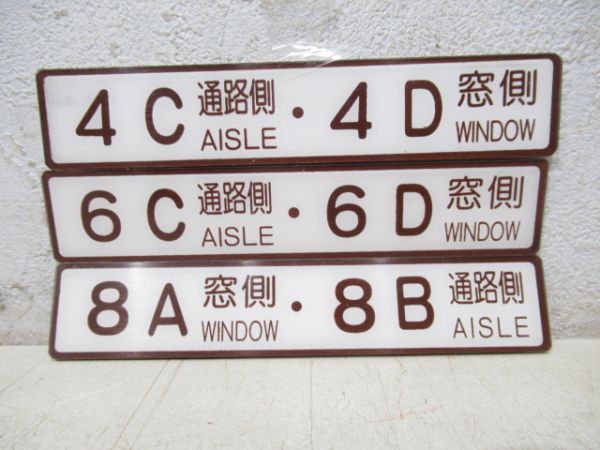 4C 通路側 AISLE ・ 4D 窓側 WINDOW
6C 通路側 AISLE ・ 6D 窓側 WINDOW
8A 窓側 WINDOW ・ 8B 通路側 AISLE